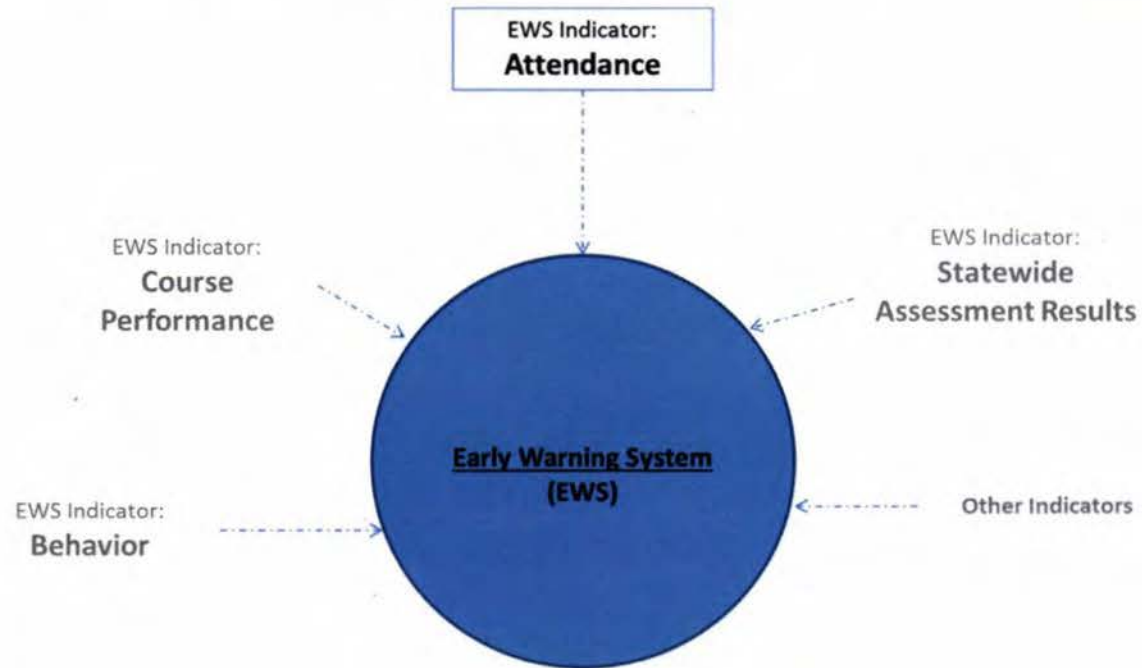 EWS Indicator:
Attendance
EWS Indicator:
Course
Performance
EWS Indicator:
Statewide
Assessment Results
Early Warning System
(EWS)
EWS Indicator:
Behavior
Other Indicators